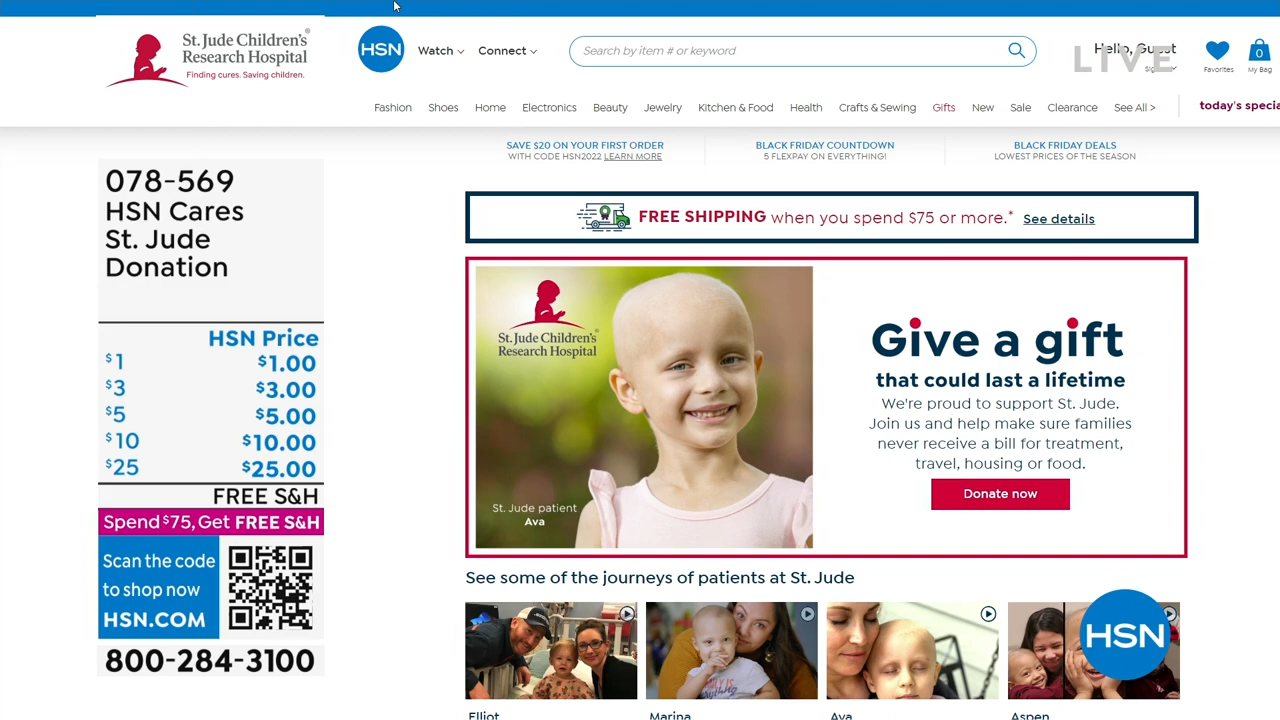 St. Jude Children's®
Research Hospital
Finding cures. Saving children.
HSN
Watch
Connect
Search by item # or keyword
Hello, Guest
LIVE
Favorites
0
My Bag
Fashion Shoes Home Electronics Beauty Jewelry Kitchen & Food Health Crafts & Sewing Gifts New Sale Clearance See All >
today's specia
SAVE $20 ON YOUR FIRST ORDER
WITH CODE HSN2022 LEARN MORE
BLACK FRIDAY COUNTDOWN
5 FLEXPAY ON EVERYTHING!
BLACK FRIDAY DEALS
LOWEST PRICES OF THE SEASON
078-569
HSN Cares
St. Jude
Donation
HSN Price
$1 $1.00
$3 $3.00
$5 $5.00
$10 $10.00
$25 $25.00
FREE S&H
Spend $75, Get FREE S&H
Scan the code
to shop now
HSN.COM
800-284-3100
FREE SHIPPING when you spend $75 or more.* See details
St. Jude Children's®
Research Hospital
St. Jude patient
Ava
Give a gift
that could last a lifetime
We're proud to support St. Jude.
Join us and help make sure families
never receive a bill for treatment,
travel, housing or food.
Donate now
See some of the journeys of patients at St. Jude
HSN
Elliot
Marina
Ava
Aspen